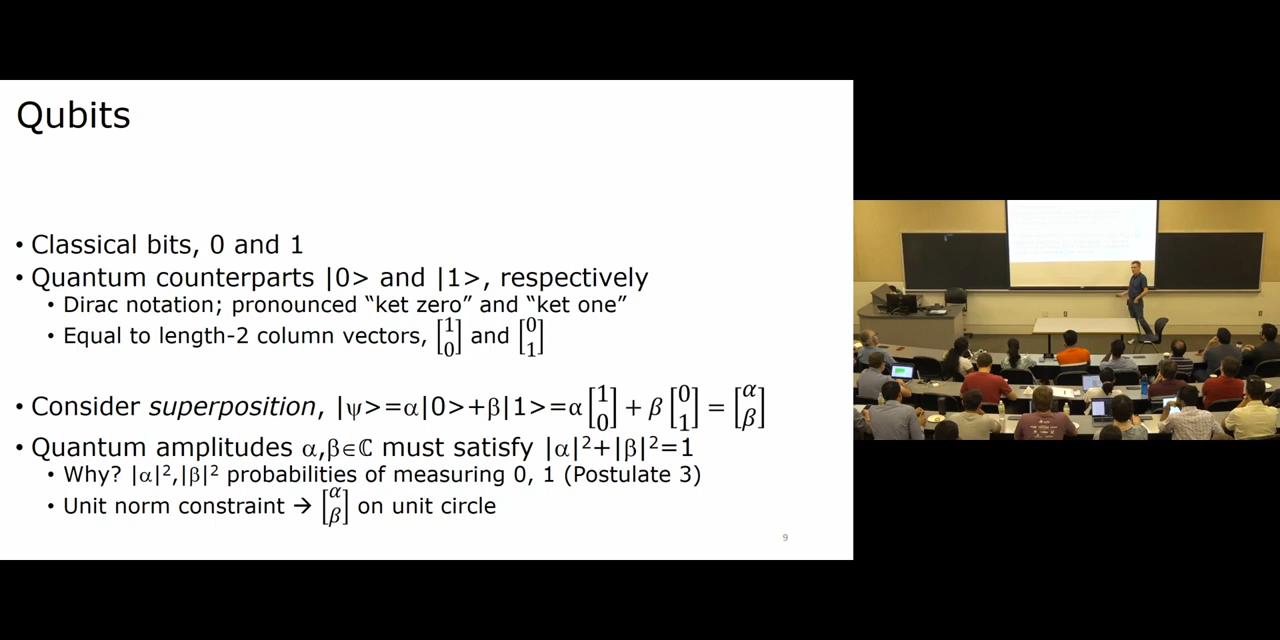 Qubits
• Classical bits, 0 and 1
• Quantum counterparts |0> and |1>, respectively
• Dirac notation; pronounced “ket zero” and “ket one”
• Equal to length-2 column vectors, [1 0] and [0 1]
• Consider superposition, |ψ>=α|0>+β|1>=α[1 0] + β[0 1] = [α β]
• Quantum amplitudes α,β∈ℂ must satisfy |α|²+|β|²=1
• Why? |α|²,|β|² probabilities of measuring 0, 1 (Postulate 3)
• Unit norm constraint → [α β] on unit circle
9